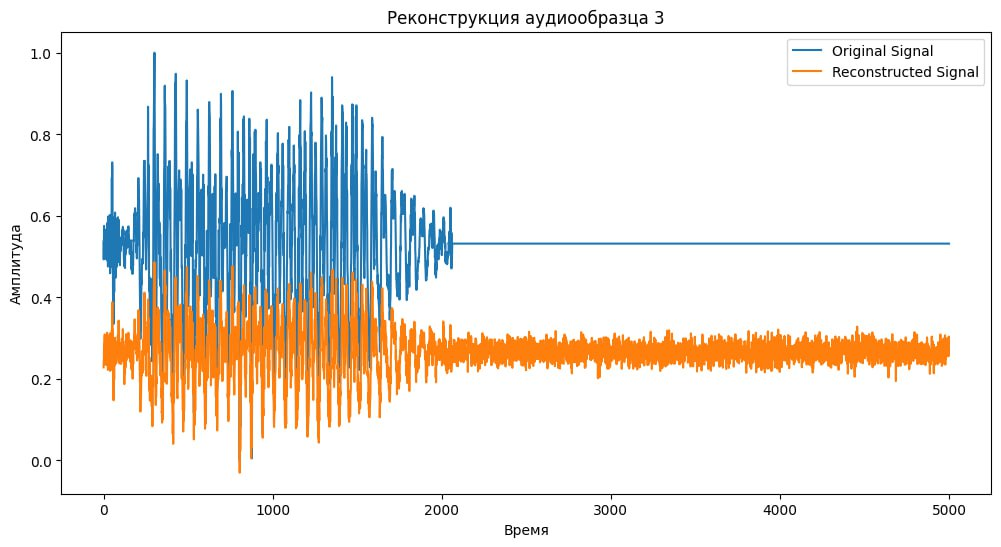 Реконструкция аудиообразца 3
Original Signal
Reconstructed Signal
Амплитуда
1.0
0.8
0.6
0.4
0.2
0.0
0 1000 2000 3000 4000 5000
Время